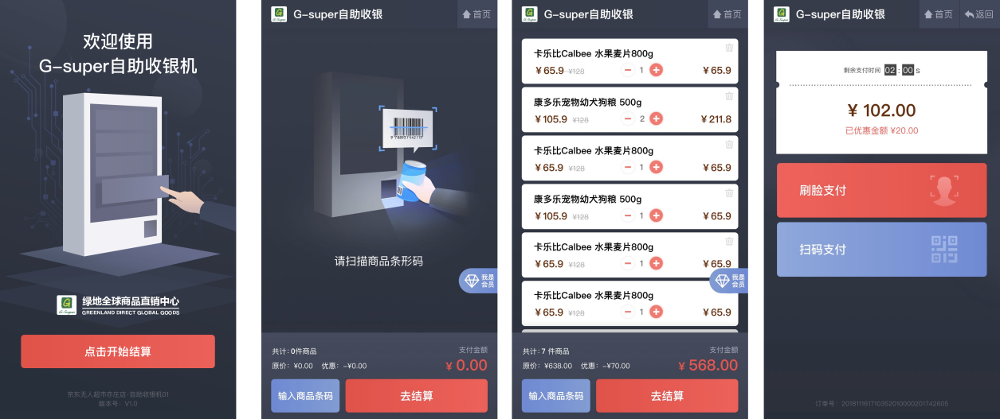 欢迎使用
G-super自助收银机
G
G-Super
绿地全球商品直销中心
GREENLAND DIRECT GLOBAL GOODS
点击开始结算
京东无人超市亦庄店·自助收银机01
版本号：V1.0
G-super自助收银
首页
请扫描商品条形码
我是
会员
共计: 0件商品
支付金额
原价: ¥0.00 优惠: -¥0.00
¥ 0.00
输入商品条码
去结算
G-super自助收银
首页
卡乐比Calbee 水果麦片800g
¥ 65.9 ¥128 − 1 + ¥ 65.9
康多乐宠物幼犬狗粮 500g
¥ 105.9 ¥128 − 2 + ¥ 211.8
卡乐比Calbee 水果麦片800g
¥ 65.9 ¥128 − 1 + ¥ 65.9
康多乐宠物幼犬狗粮 500g
¥ 105.9 ¥128 − 1 + ¥ 65.9
卡乐比Calbee 水果麦片800g
¥ 65.9 ¥128 − 1 + ¥ 65.9
我是
会员
卡乐比Calbee 水果麦片800g
¥ 65.9 ¥128 − 1 + ¥ 65.9
共计: 7 件商品
支付金额
原价: ¥638.00 优惠: -¥70.00
¥ 568.00
输入商品条码
去结算
G-super自助收银
首页
返回
剩余支付时间 02 : 00 s
¥ 102.00
已优惠金额 ¥20.00
刷脸支付
扫码支付